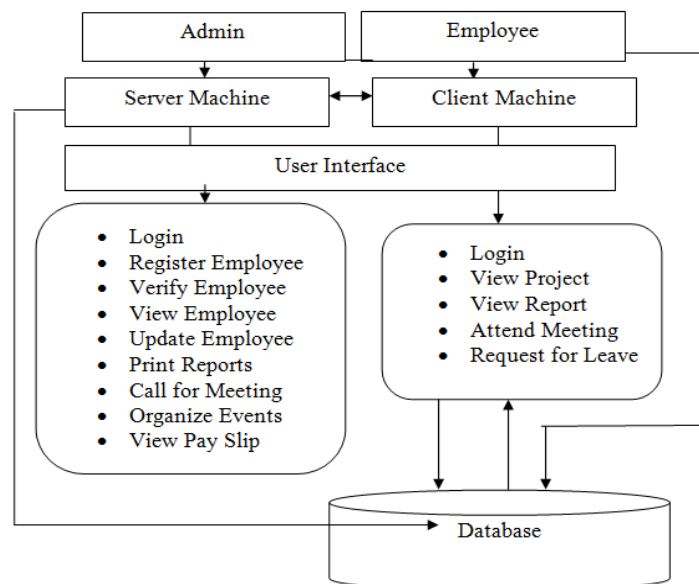 Admin
Employee
Server Machine
Client Machine
User Interface
• Login
• Register Employee
• Verify Employee
• View Employee
• Update Employee
• Print Reports
• Call for Meeting
• Organize Events
• View Pay Slip
• Login
• View Project
• View Report
• Attend Meeting
• Request for Leave
Database